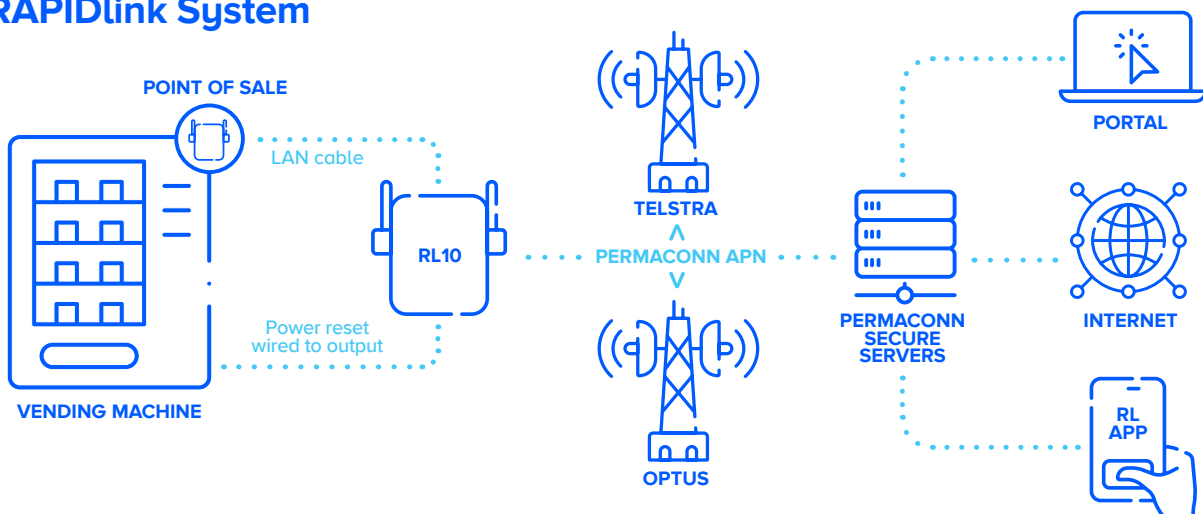 RAPIDlink System
POINT OF SALE
LAN cable
RL10
Power reset
wired to output
VENDING MACHINE
TELSTRA
PERMACONN APN
OPTUS
PERMACONN
SECURE
SERVERS
PORTAL
INTERNET
RL
APP